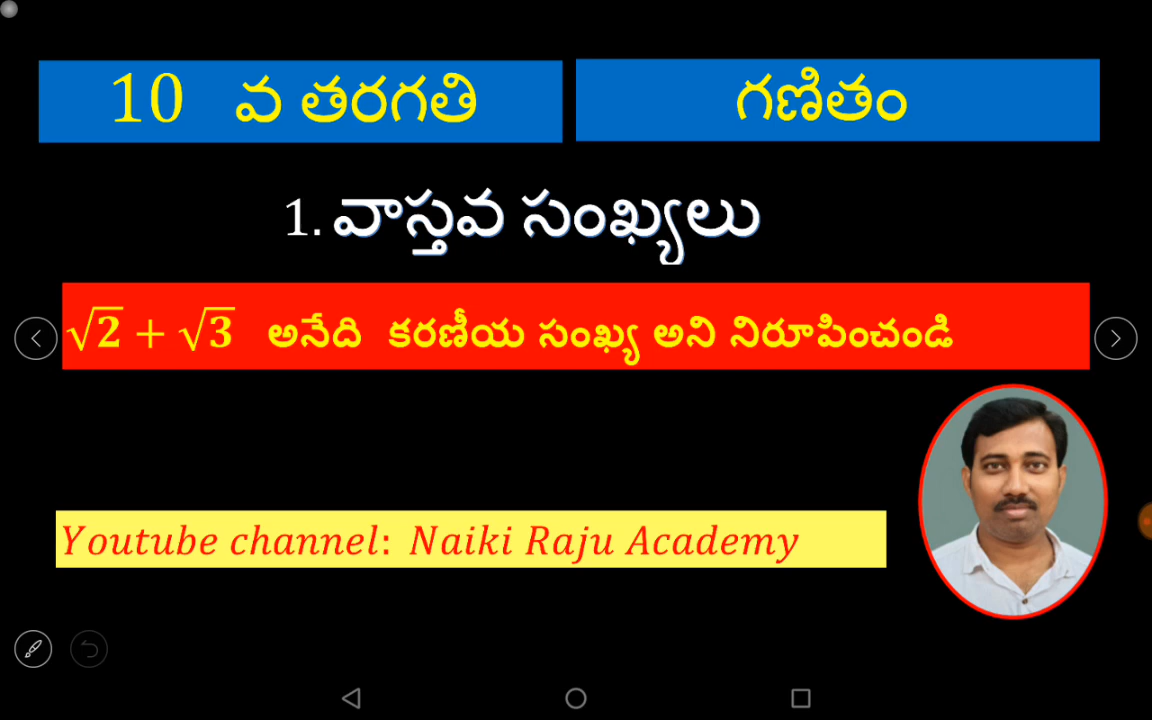 10 వ తరగతి
గణితం
1. వాస్తవ సంఖ్యలు
√2 + √3 అనేది కరణీయ సంఖ్య అని నిరూపించండి
Youtube channel: Naiki Raju Academy